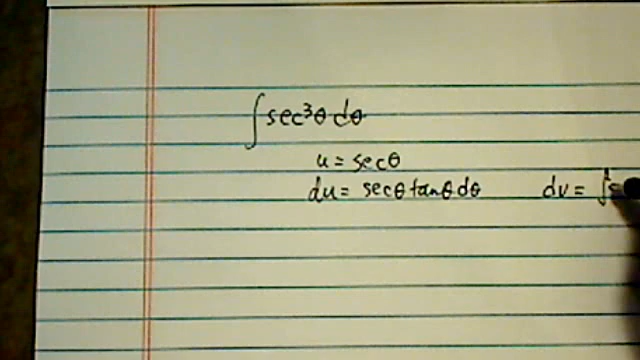 ∫sec³θ dθ
u = secθ
du = secθ tanθ dθ dv = ∫